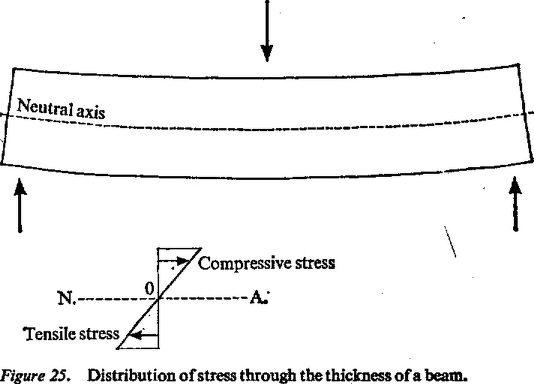 Neutral axis
Compressive stress
0
N. A.
Tensile stress
Figure 25. Distribution of stress through the thickness of a beam.